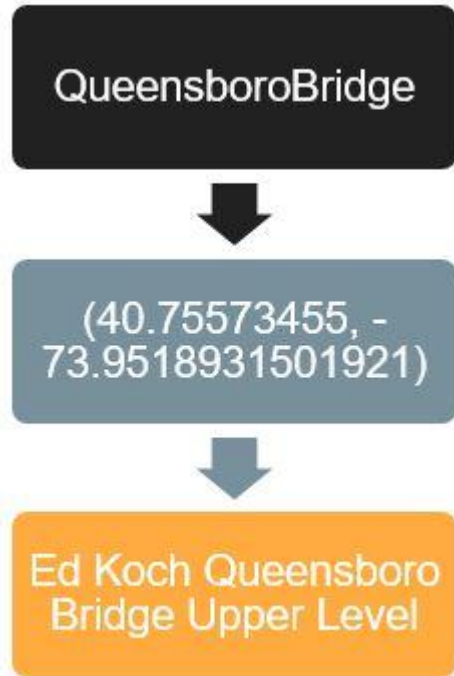 QueensboroBridge
(40.75573455, -
73.9518931501921)
Ed Koch Queensboro
Bridge Upper Level